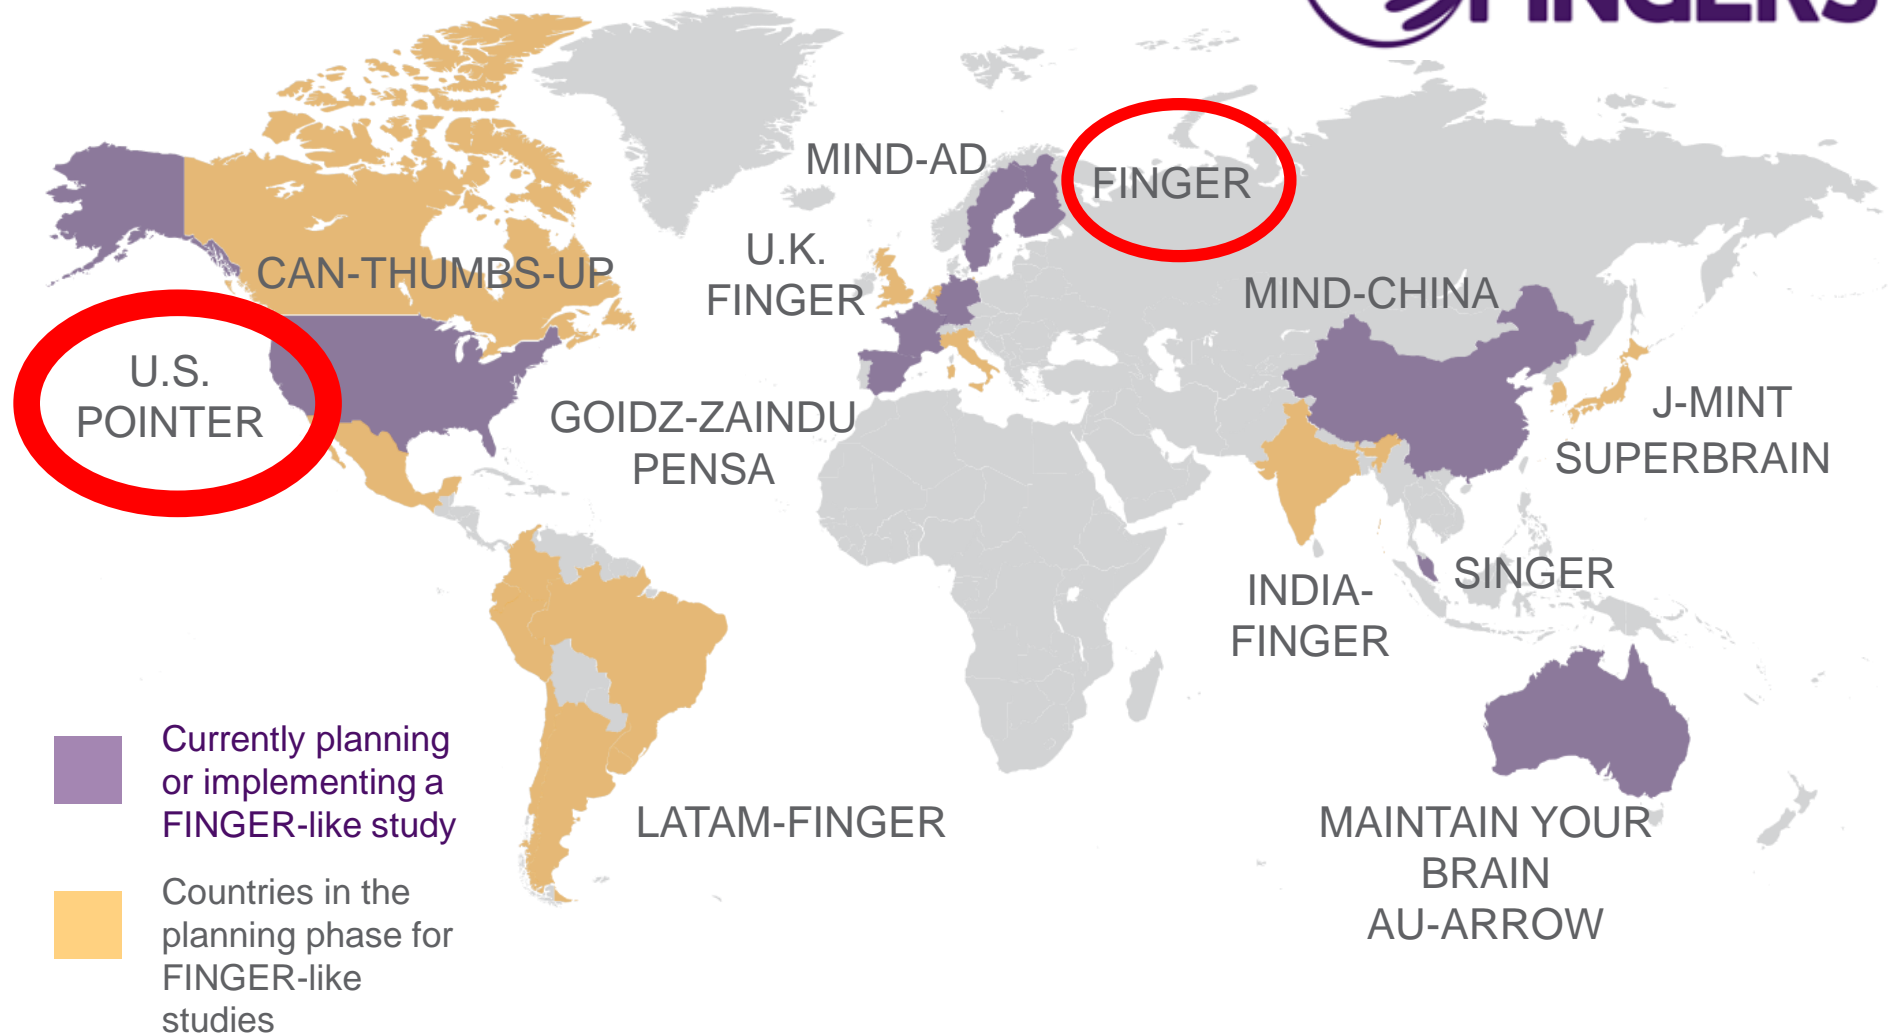 FINGERS
MIND-AD
FINGER
U.K.
FINGER
CAN-THUMBS-UP
MIND-CHINA
U.S.
POINTER
GOIDZ-ZAINDU
PENSA
J-MINT
SUPERBRAIN
SINGER
INDIA-
FINGER
LATAM-FINGER
MAINTAIN YOUR
BRAIN
AU-ARROW
Currently planning
or implementing a
FINGER-like study
Countries in the
planning phase for
FINGER-like
studies